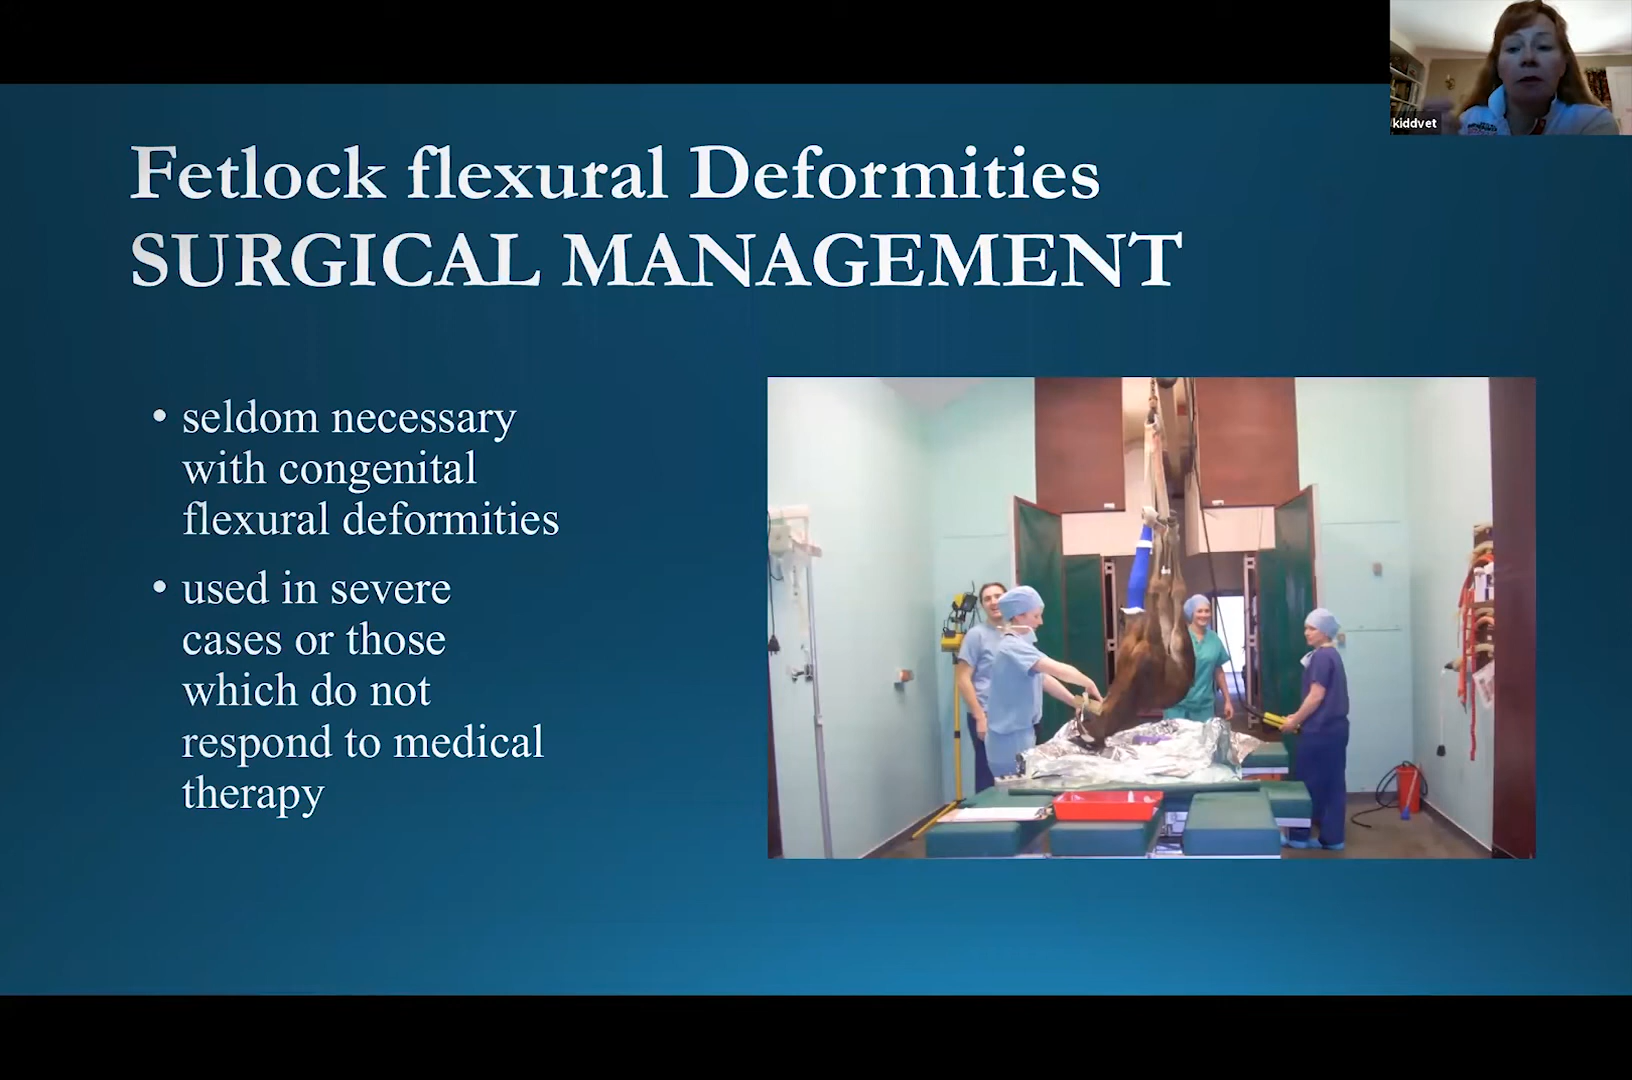 kiddvet
Fetlock flexural Deformities
SURGICAL MANAGEMENT
• seldom necessary
with congenital
flexural deformities
• used in severe
cases or those
which do not
respond to medical
therapy